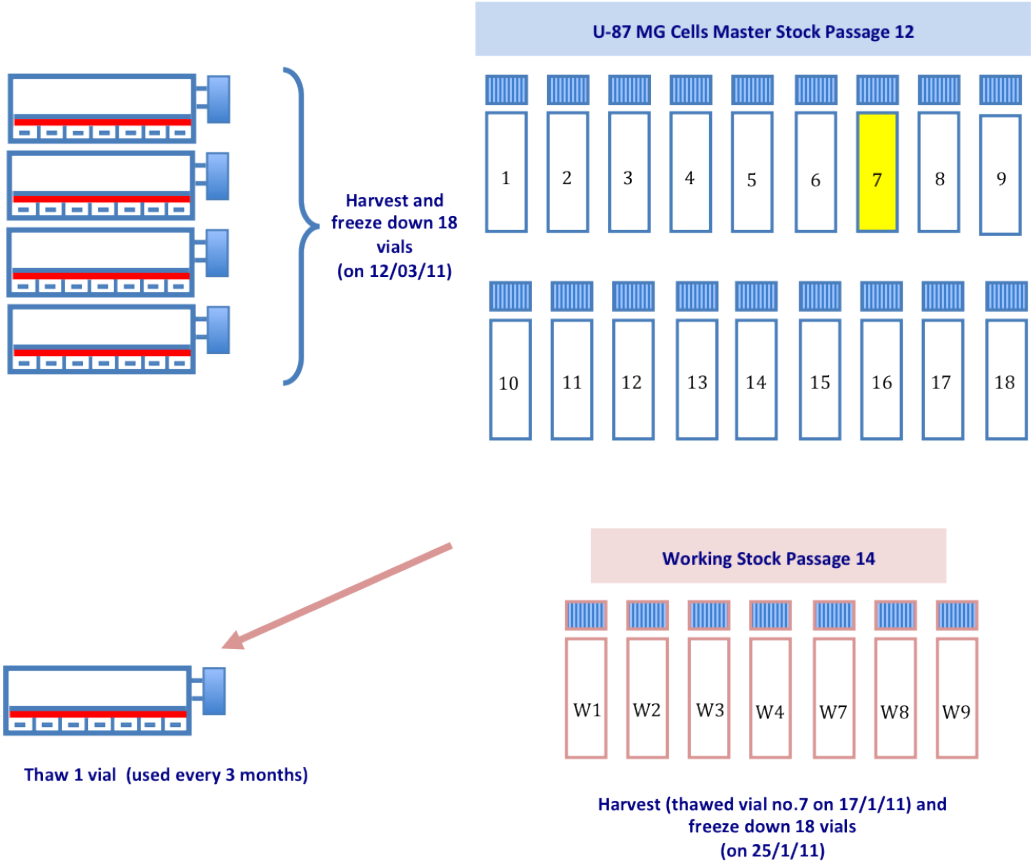 U-87 MG Cells Master Stock Passage 12
1 2 3 4 5 6 7 8 9
Harvest and
freeze down 18
vials
(on 12/03/11)
10 11 12 13 14 15 16 17 18
Working Stock Passage 14
W1 W2 W3 W4 W7 W8 W9
Thaw 1 vial (used every 3 months)
Harvest (thawed vial no.7 on 17/1/11) and
freeze down 18 vials
(on 25/1/11)